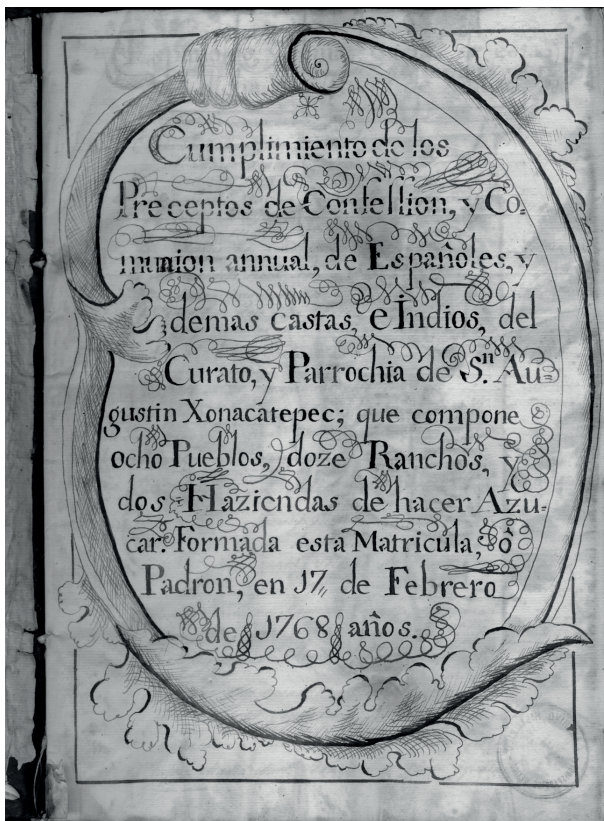 Cumplimiento de los
Preceptos de Confession, y Co-
munion annual, de Españoles, y
demas castas, e Indios, del
Curato, y Parrochia de S.n Au-
gustin Xonacatepec; que compone
ocho Pueblos, doze Ranchos, y
dos Haziendas de hacer Azu-
car. Formada esta Matricula, ô
Padron, en 17 de Febrero
de 1768 años.